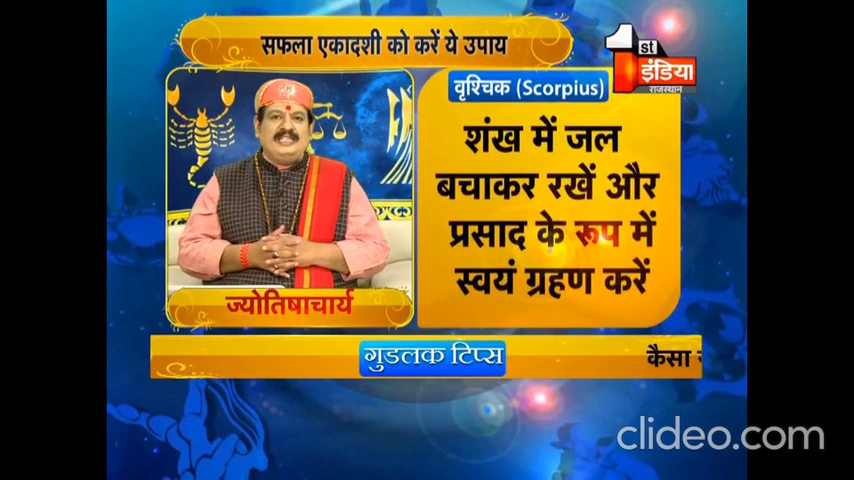 सफला एकादशी को करें ये उपाय
1st
इंडिया
राजस्थान
वृश्चिक (Scorpius)
शंख में जल
बचाकर रखें और
प्रसाद के रूप में
स्वयं ग्रहण करें
ज्योतिषाचार्य
गुडलक टिप्स
कैसा
clideo.com